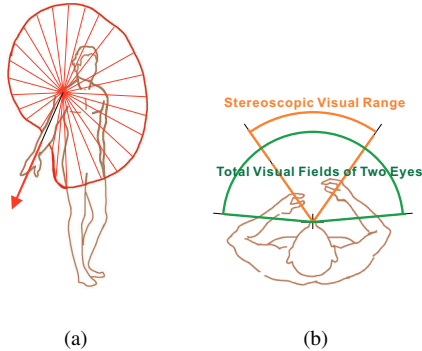 Stereoscopic Visual Range
Total Visual Fields of Two Eyes
(a)
(b)